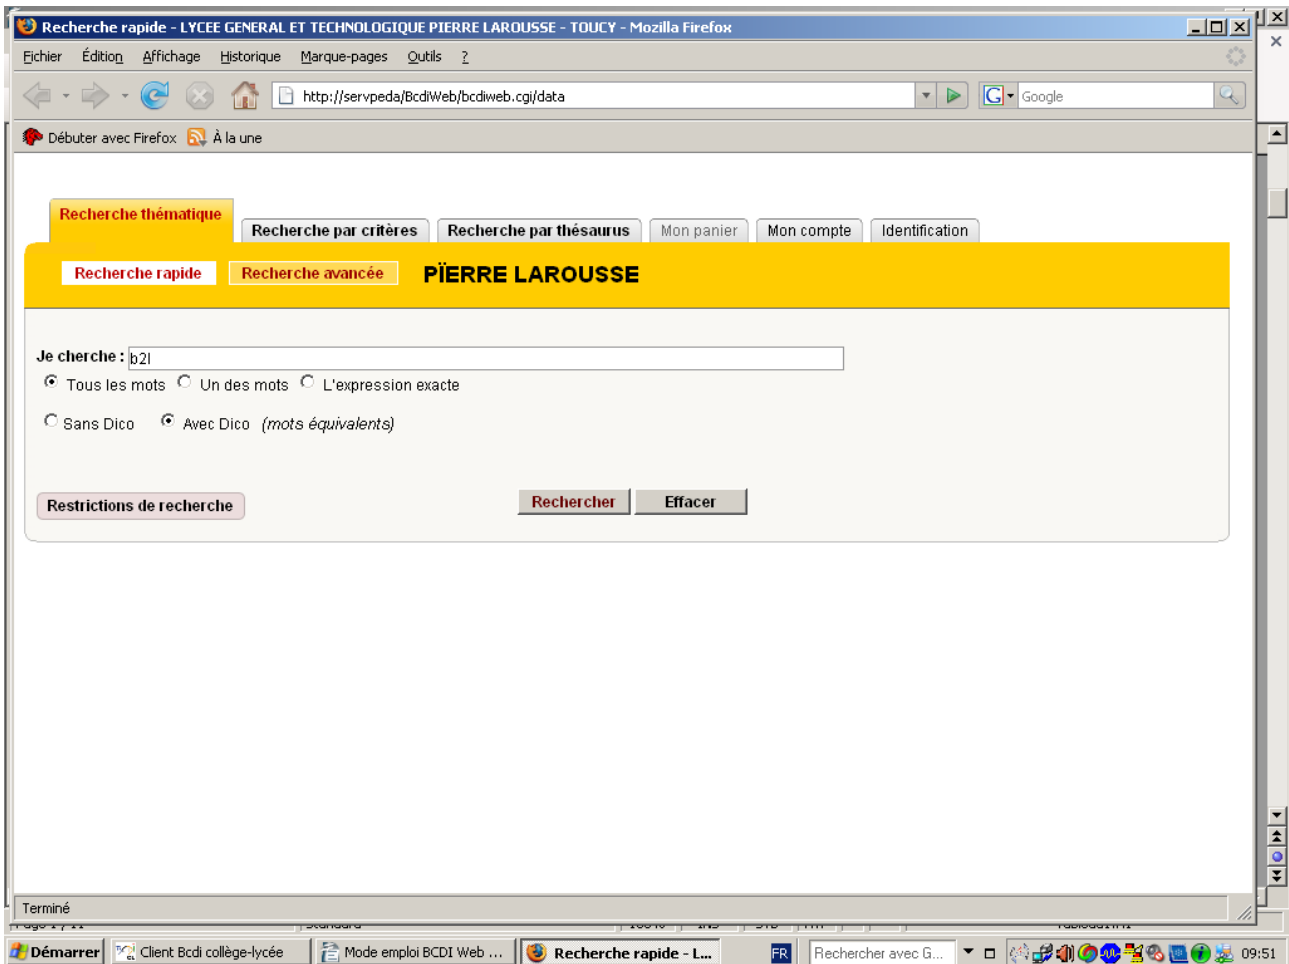 Recherche rapide - LYCEE GENERAL ET TECHNOLOGIQUE PIERRE LAROUSSE - TOUCY - Mozilla Firefox
Fichier Édition Affichage Historique Marque-pages Outils ?
http://servpeda/BcdiWeb/bcdiweb.cgi/data
G Google
Débuter avec Firefox À la une
Recherche thématique Recherche par critères Recherche par thésaurus Mon panier Mon compte Identification
Recherche rapide Recherche avancée PÏERRE LAROUSSE
Je cherche : b2I
Tous les mots Un des mots L'expression exacte
Sans Dico Avec Dico (mots équivalents)
Restrictions de recherche Rechercher Effacer
Terminé
Démarrer Client Bcdi collège-lycée Mode emploi BCDI Web ... Recherche rapide - L... FR Rechercher avec G... 09:51